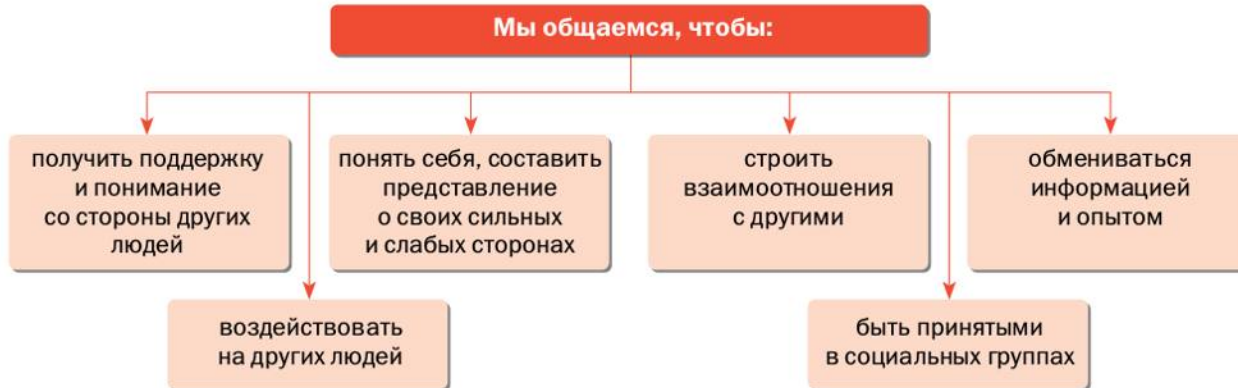 Мы общаемся, чтобы:
получить поддержку
и понимание
со стороны других
людей
понять себя, составить
представление
о своих сильных
и слабых сторонах
строить
взаимоотношения
с другими
обмениваться
информацией
и опытом
воздействовать
на других людей
быть принятыми
в социальных группах